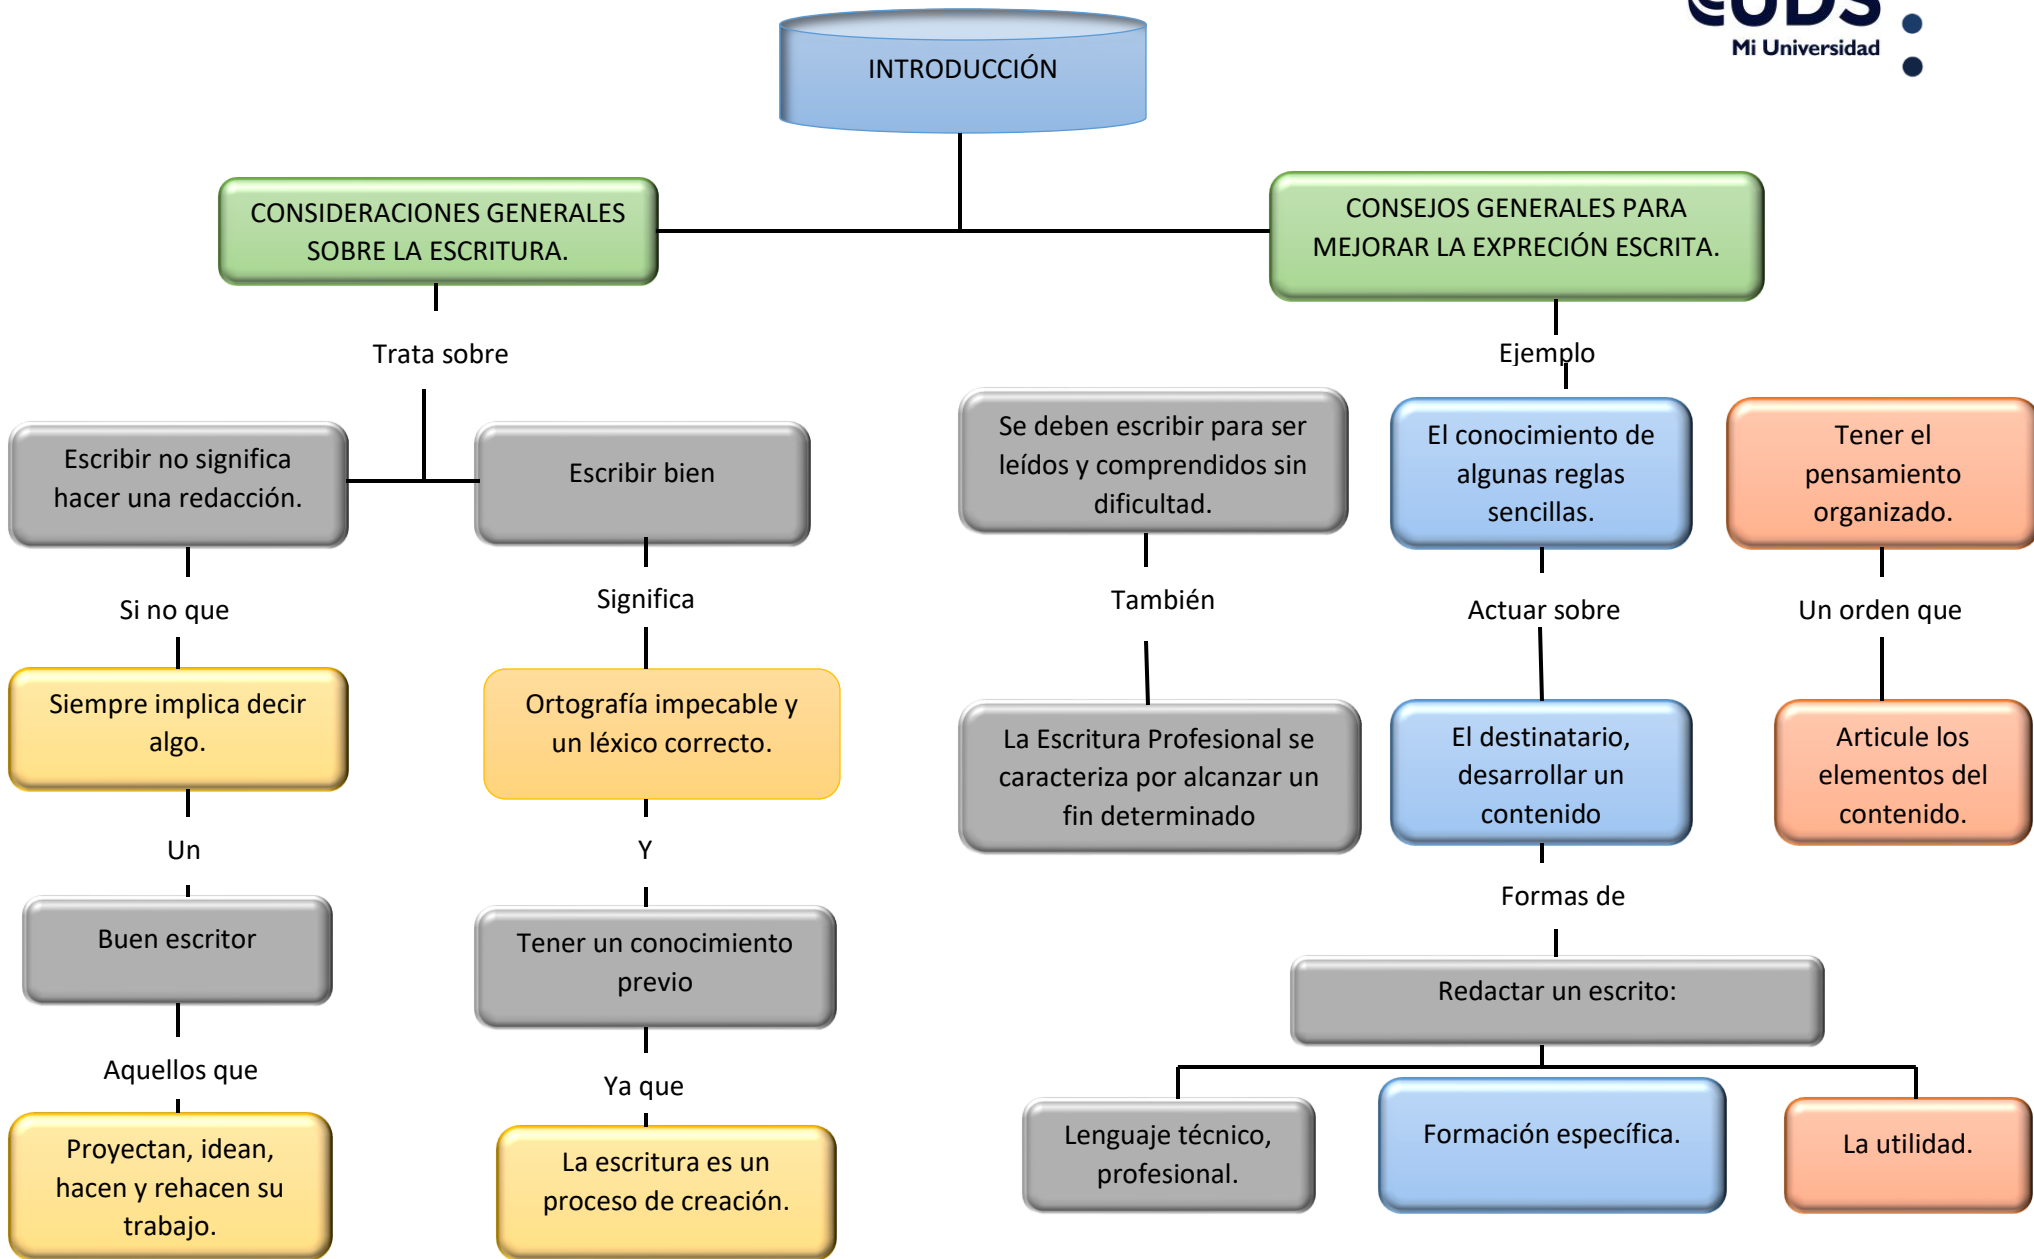 UDS
Mi Universidad
INTRODUCCIÓN
CONSIDERACIONES GENERALES
SOBRE LA ESCRITURA.
CONSEJOS GENERALES PARA
MEJORAR LA EXPRECIÓN ESCRITA.
Trata sobre
Ejemplo
Escribir no significa
hacer una redacción.
Escribir bien
Se deben escribir para ser
leídos y comprendidos sin
dificultad.
El conocimiento de
algunas reglas
sencillas.
Tener el
pensamiento
organizado.
Si no que
Significa
También
Actuar sobre
Un orden que
Siempre implica decir
algo.
Ortografía impecable y
un léxico correcto.
La Escritura Profesional se
caracteriza por alcanzar un
fin determinado
El destinatario,
desarrollar un
contenido
Articule los
elementos del
contenido.
Un
Y
Formas de
Buen escritor
Tener un conocimiento
previo
Redactar un escrito:
Aquellos que
Ya que
Proyectan, idean,
hacen y rehacen su
trabajo.
La escritura es un
proceso de creación.
Lenguaje técnico,
profesional.
Formación específica.
La utilidad.